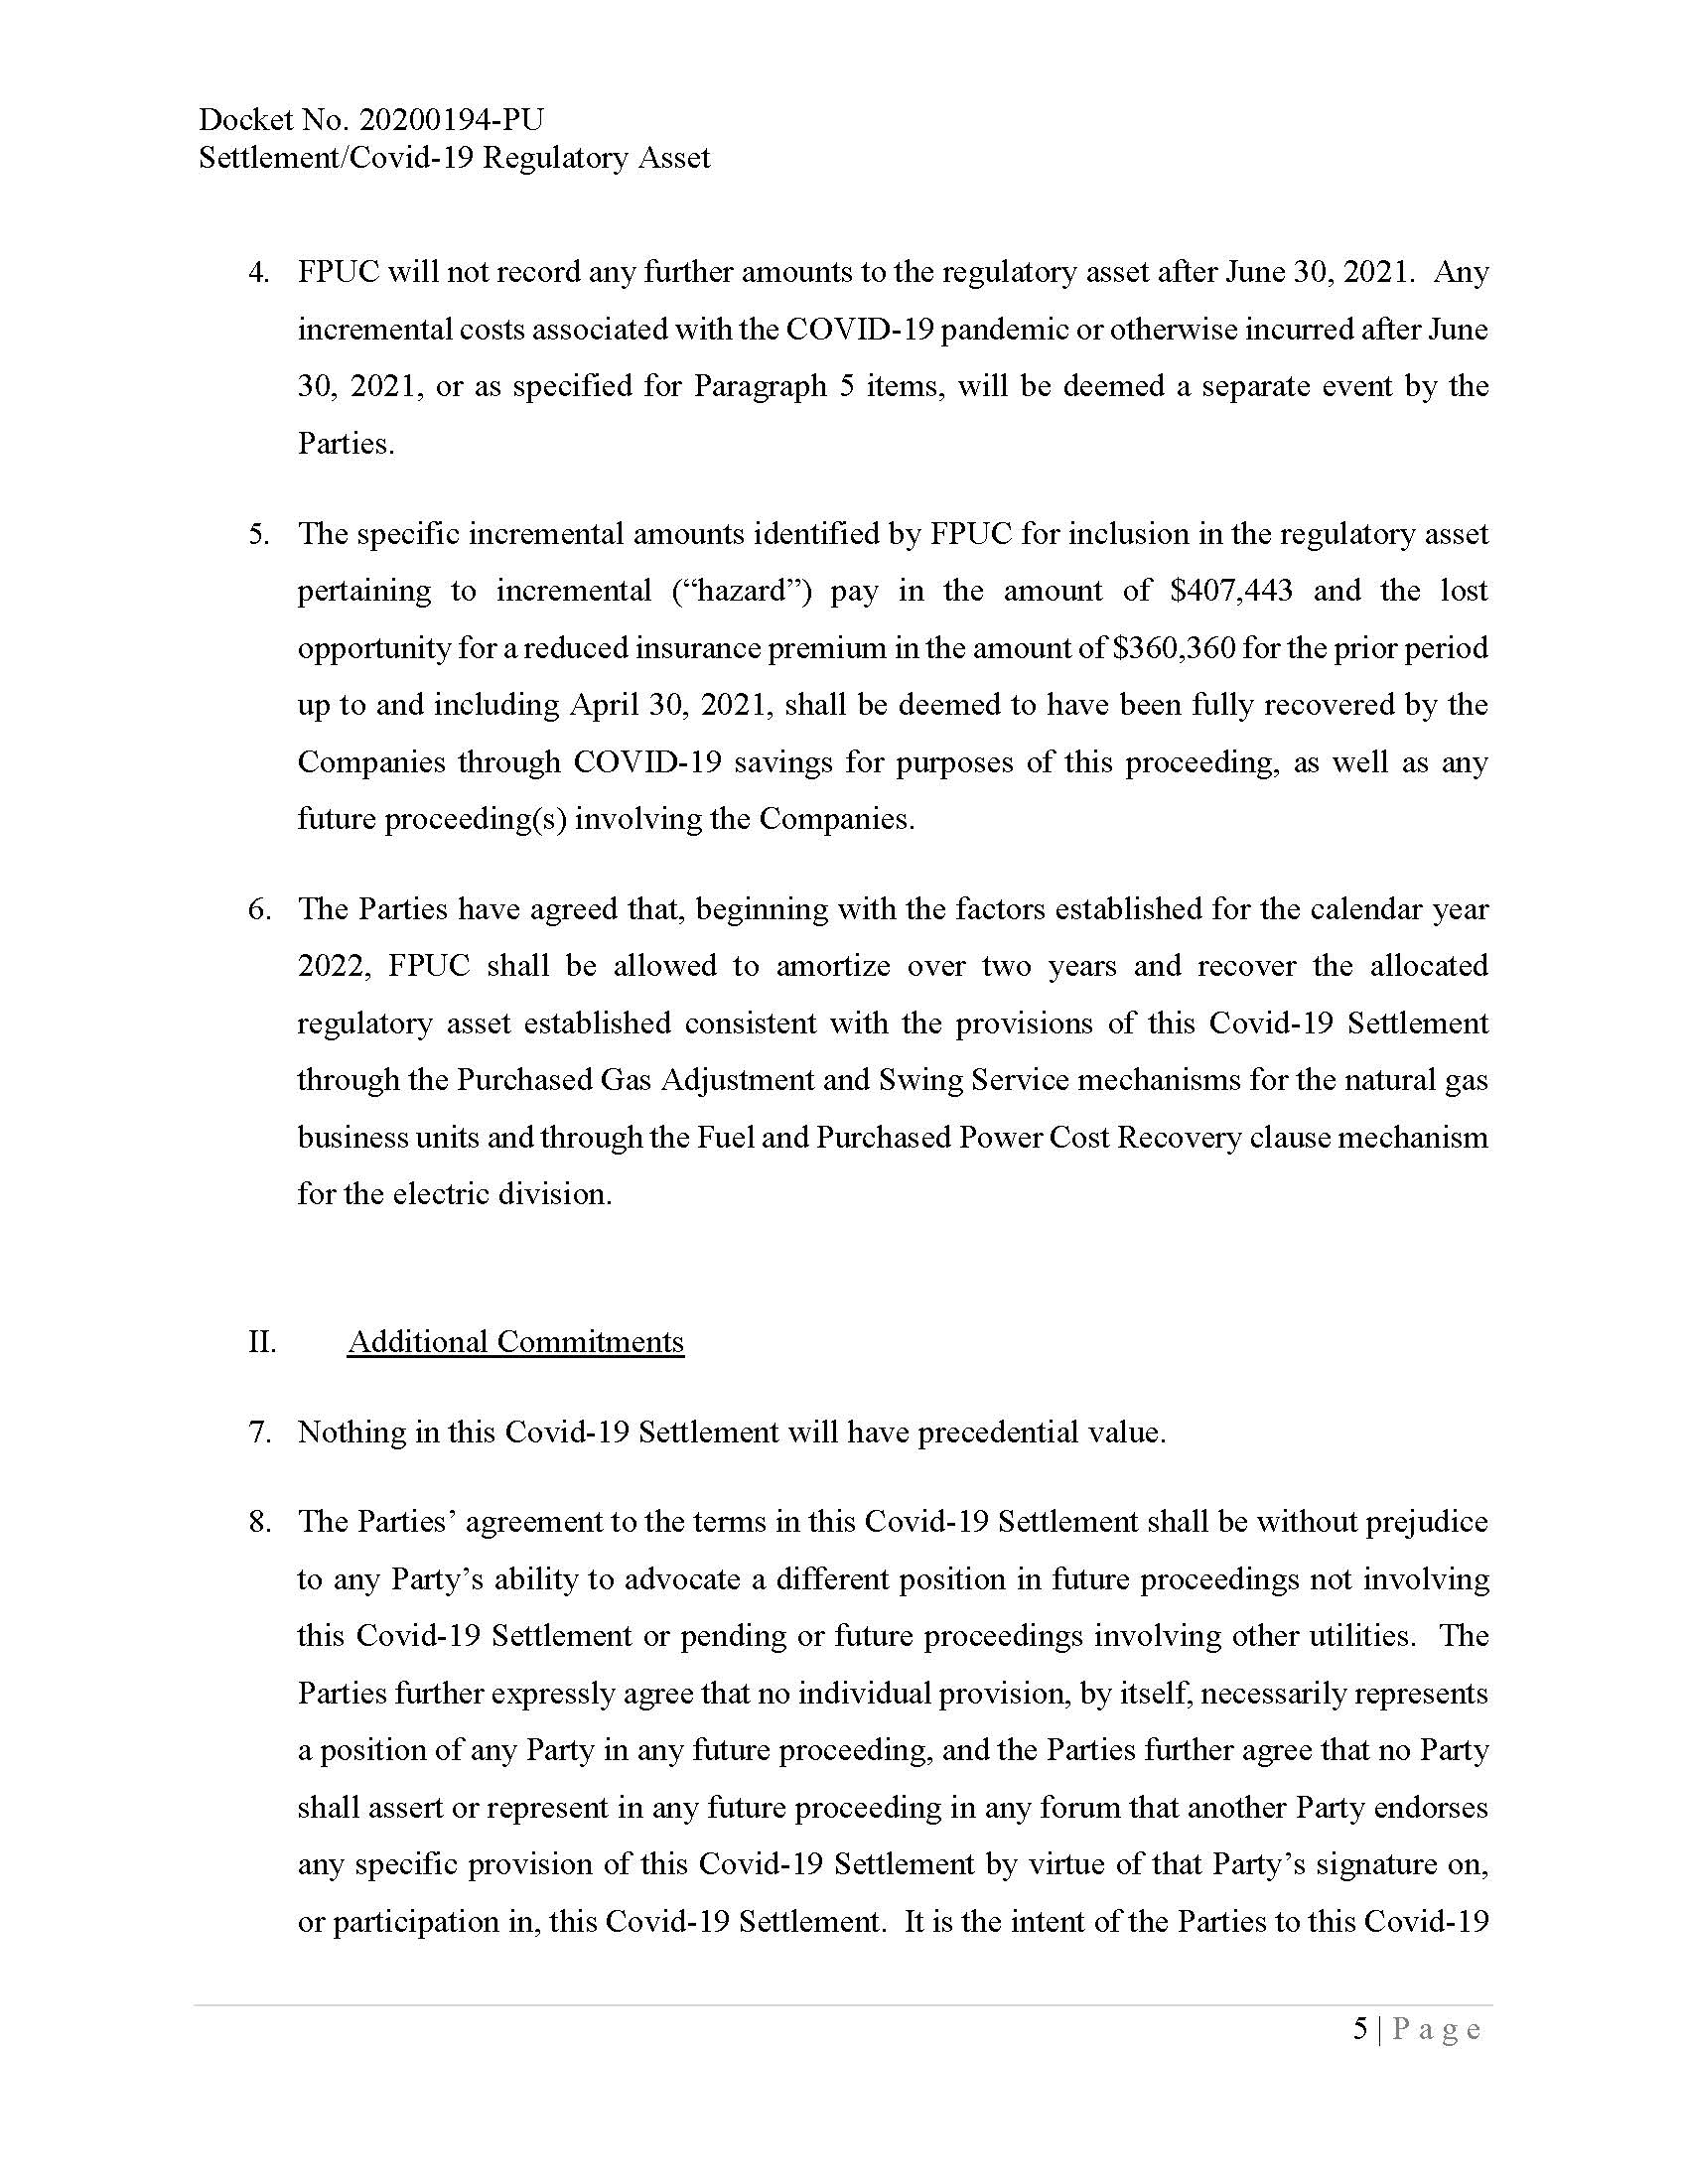 Docket No. 20200194-PU
Settlement/Covid-19 Regulatory Asset
4. FPUC will not record any further amounts to the regulatory asset after June 30, 2021.  Any
incremental costs associated with the COVID-19 pandemic or otherwise incurred after June
30, 2021, or as specified for Paragraph 5 items, will be deemed a separate event by the
Parties.
5. The specific incremental amounts identified by FPUC for inclusion in the regulatory asset
pertaining to incremental (“hazard”) pay in the amount of $407,443 and the lost
opportunity for a reduced insurance premium in the amount of $360,360 for the prior period
up to and including April 30, 2021, shall be deemed to have been fully recovered by the
Companies through COVID-19 savings for purposes of this proceeding, as well as any
future proceeding(s) involving the Companies.
6. The Parties have agreed that, beginning with the factors established for the calendar year
2022, FPUC shall be allowed to amortize over two years and recover the allocated
regulatory asset established consistent with the provisions of this Covid-19 Settlement
through the Purchased Gas Adjustment and Swing Service mechanisms for the natural gas
business units and through the Fuel and Purchased Power Cost Recovery clause mechanism
for the electric division.
II. Additional Commitments
7. Nothing in this Covid-19 Settlement will have precedential value.
8. The Parties’ agreement to the terms in this Covid-19 Settlement shall be without prejudice
to any Party’s ability to advocate a different position in future proceedings not involving
this Covid-19 Settlement or pending or future proceedings involving other utilities.  The
Parties further expressly agree that no individual provision, by itself, necessarily represents
a position of any Party in any future proceeding, and the Parties further agree that no Party
shall assert or represent in any future proceeding in any forum that another Party endorses
any specific provision of this Covid-19 Settlement by virtue of that Party’s signature on,
or participation in, this Covid-19 Settlement.  It is the intent of the Parties to this Covid-19
5 | P a g e